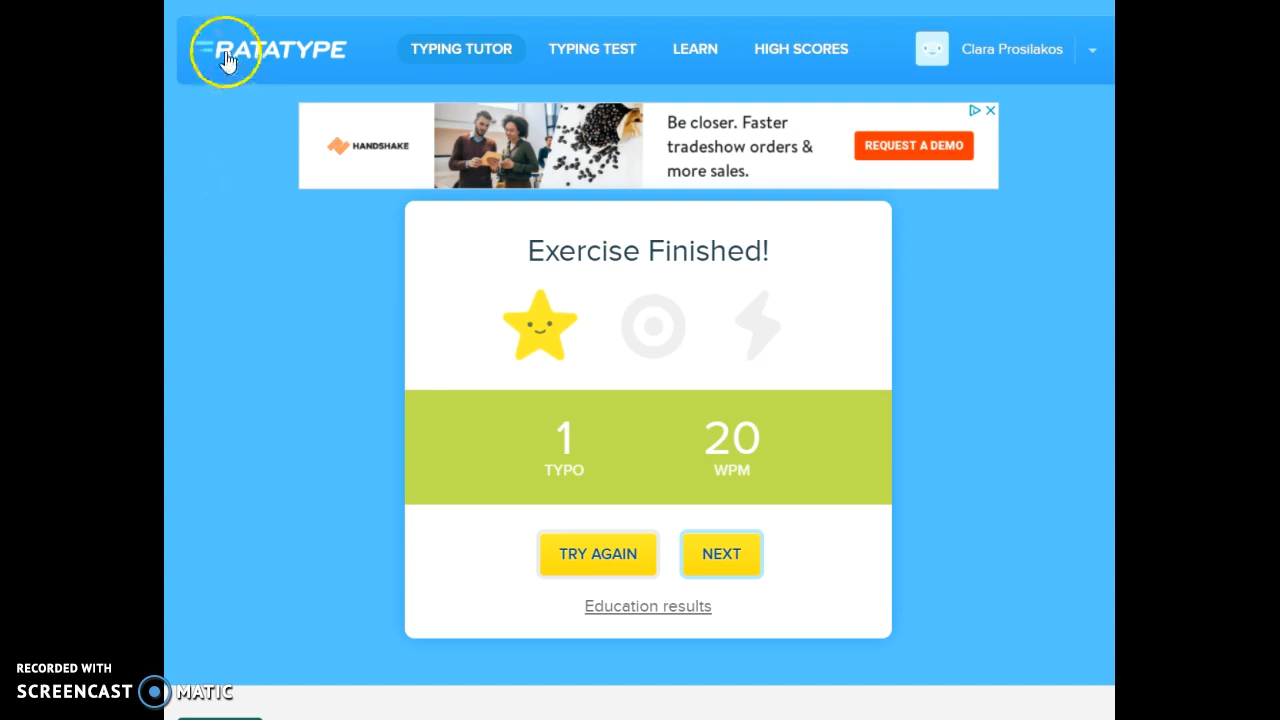 RATATYPE
TYPING TUTOR
TYPING TEST
LEARN
HIGH SCORES
Clara Prosilakos
HANDSHAKE
Be closer. Faster
tradeshow orders &
more sales.
REQUEST A DEMO
Exercise Finished!
1
TYPO
20
WPM
TRY AGAIN
NEXT
Education results
RECORDED WITH
SCREENCAST MATIC